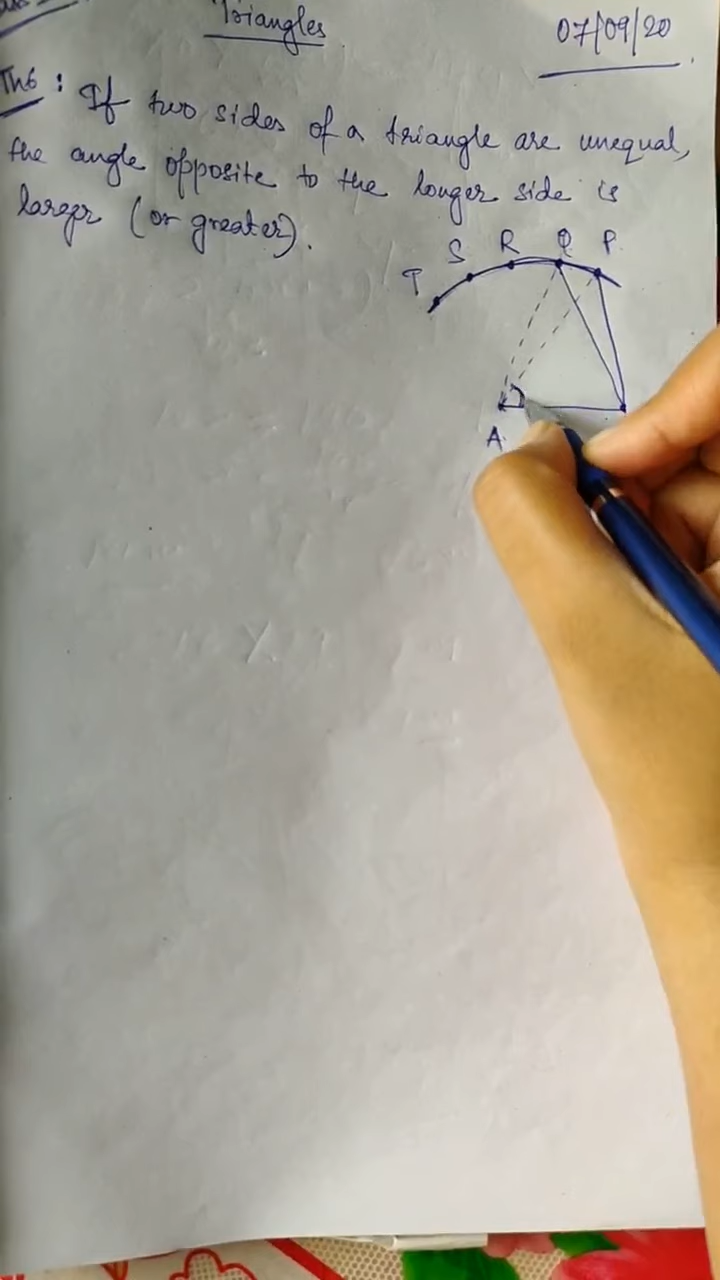 Triangles
07/09/20
Th6 : If two sides of a triangle are unequal,
the angle opposite to the longer side is
larger (or greater).
T S R Q P
A